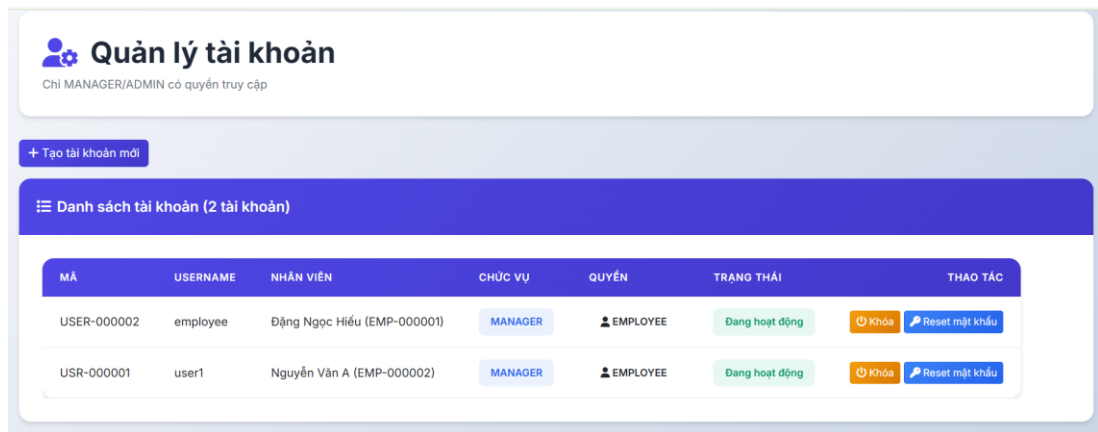 Quản lý tài khoản
Chỉ MANAGER/ADMIN có quyền truy cập
+ Tạo tài khoản mới
Danh sách tài khoản (2 tài khoản)
MÃ USERNAME NHÂN VIÊN CHỨC VỤ QUYỀN TRẠNG THÁI THAO TÁC
USER-000002 employee Đặng Ngọc Hiếu (EMP-000001) MANAGER EMPLOYEE Đang hoạt động Khóa Reset mật khẩu
USR-000001 user1 Nguyễn Văn A (EMP-000002) MANAGER EMPLOYEE Đang hoạt động Khóa Reset mật khẩu